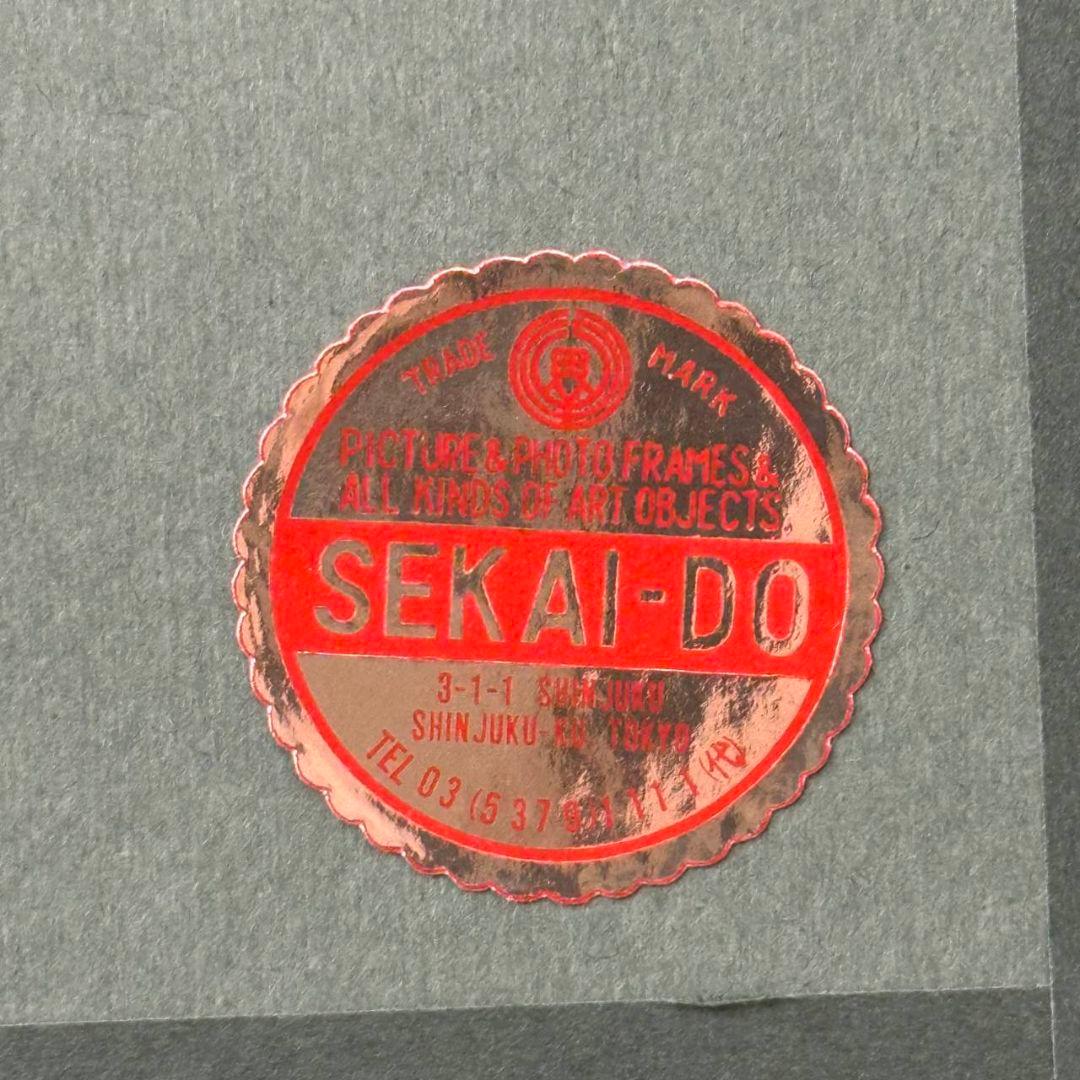 TRADE MARK
PICTURE & PHOTO. FRAMES &
ALL KINDS OF ART OBJECTS
SEKAI-DO
3-1-1 SHINJUKU
SHINJUKU-KU TOKYO
TEL 03 (5379) 1111 (代)